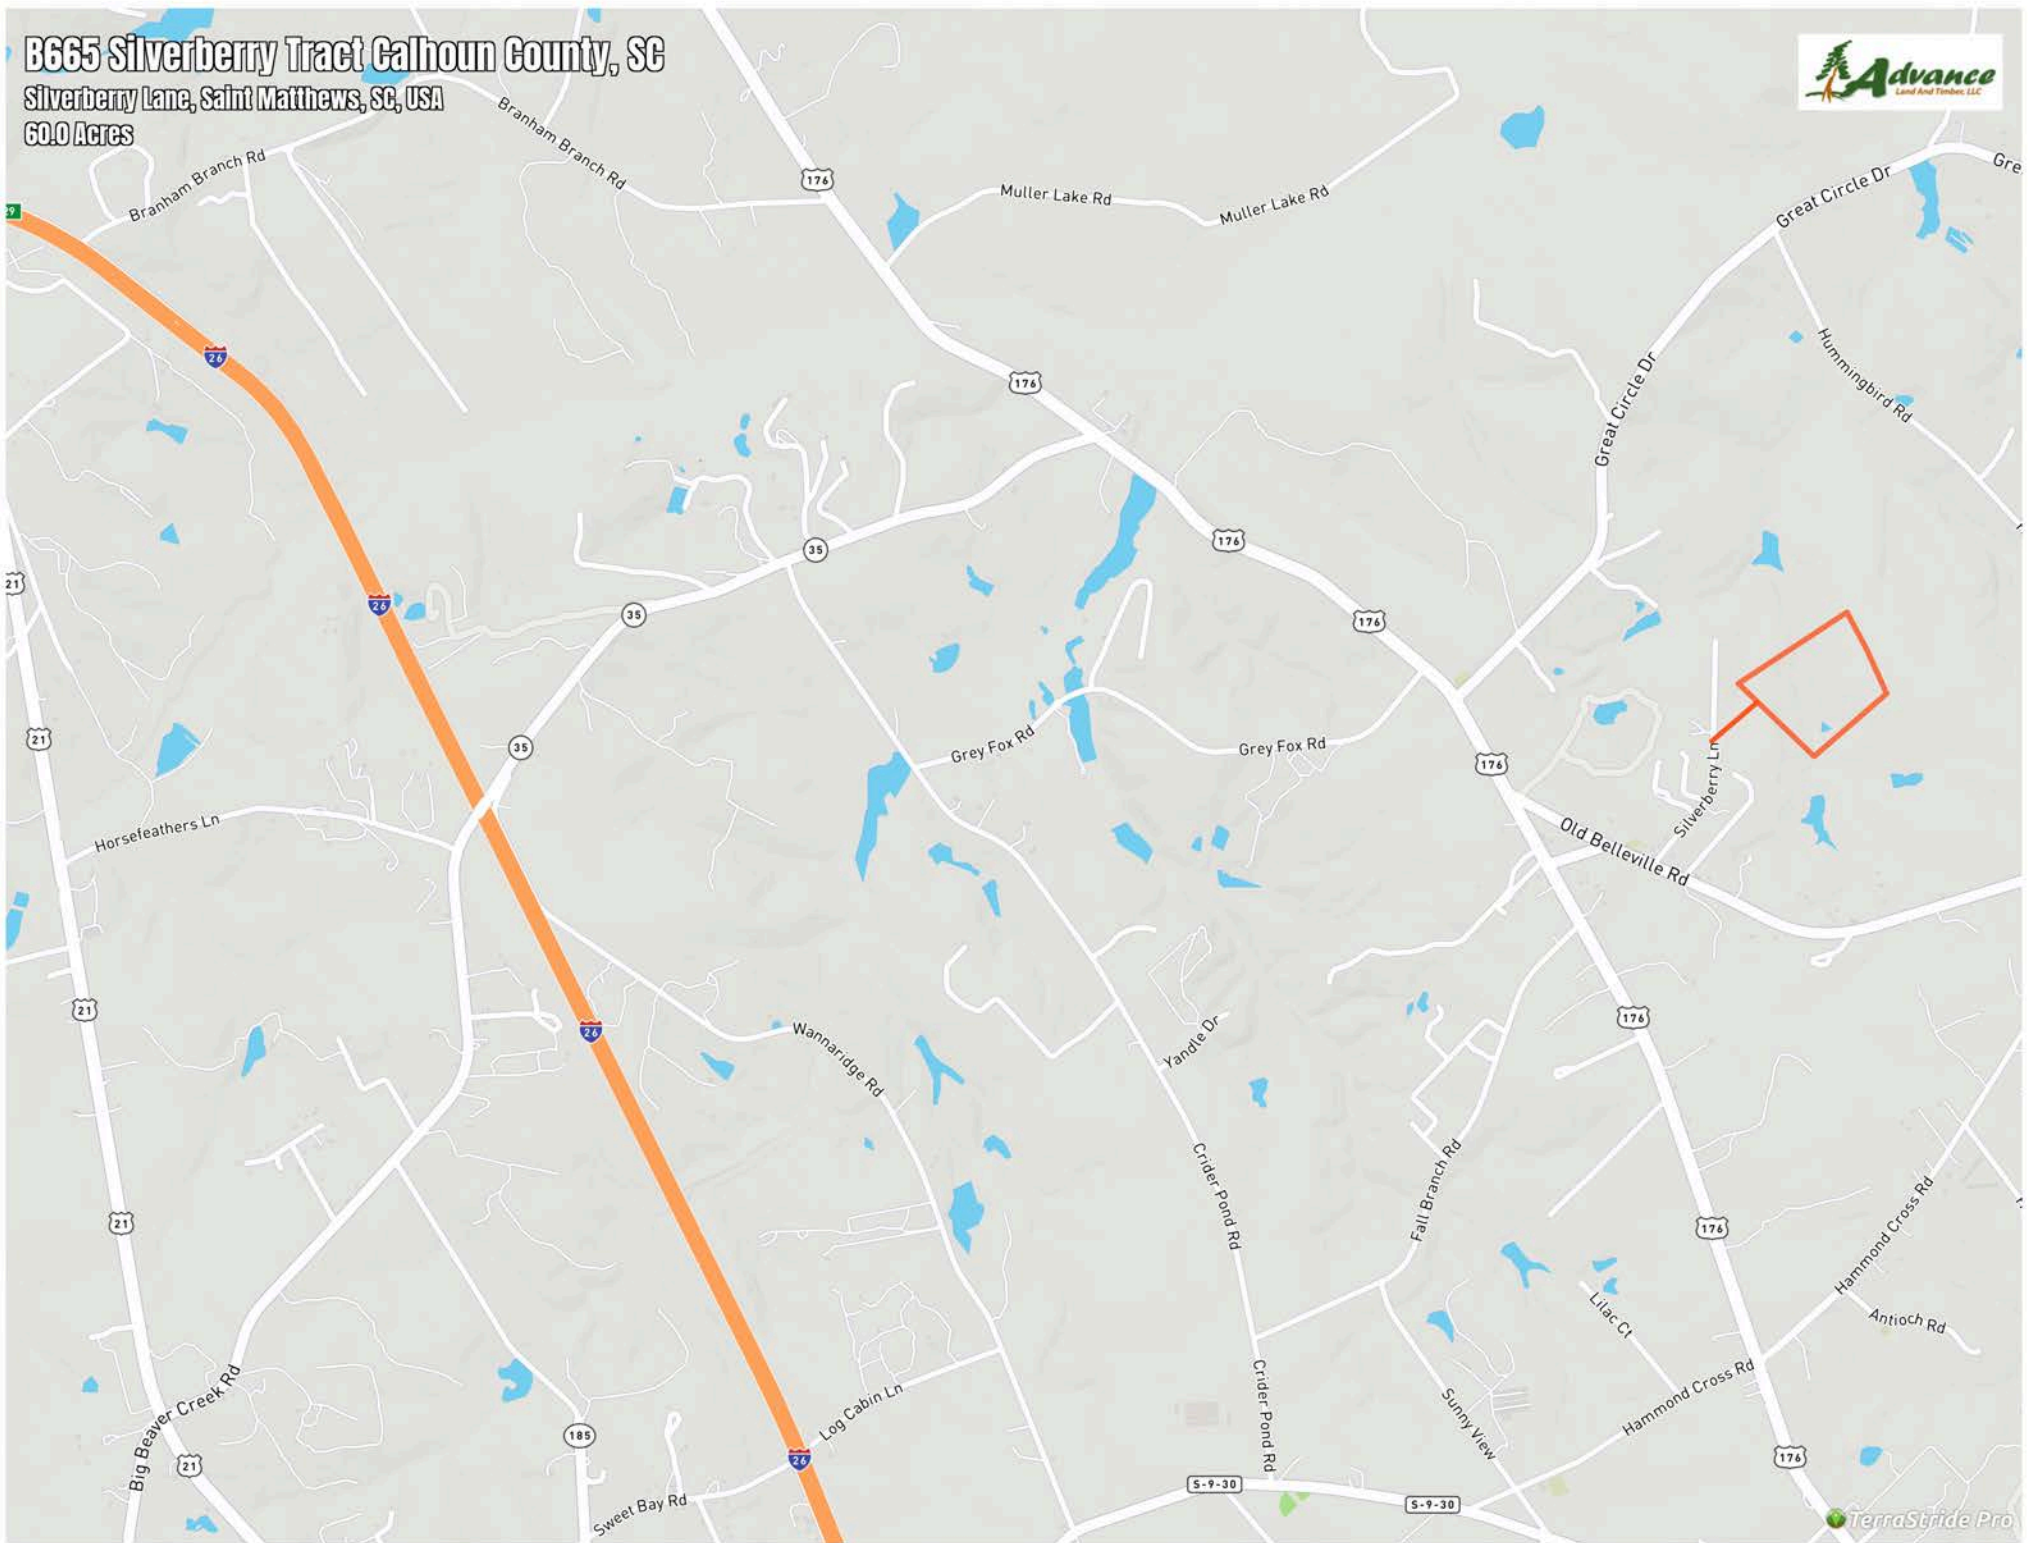 B665 Silverberry Tract Calhoun County, SC
Silverberry Lane, Saint Matthews, SC, USA
60.0 Acres
Advance
Land And Timber, LLC
Branham Branch Rd
Branham Branch Rd
176
Muller Lake Rd
Muller Lake Rd
Great Circle Dr
Gre
29
26
176
Great Circle Dr
Hummingbird Rd
35
176
21
26
35
176
21
35
Grey Fox Rd
Grey Fox Rd
176
Silverberry Ln
Horsefeathers Ln
Old Belleville Rd
21
26
Wannaridge Rd
Yandle Dr
176
21
Crider Pond Rd
Fall Branch Rd
176
Hammond Cross Rd
Lilac Ct
Antioch Rd
Big Beaver Creek Rd
185
Log Cabin Ln
Crider Pond Rd
Sunny View
Hammond Cross Rd
21
26
176
Sweet Bay Rd
S-9-30
S-9-30
TerraStride Pro